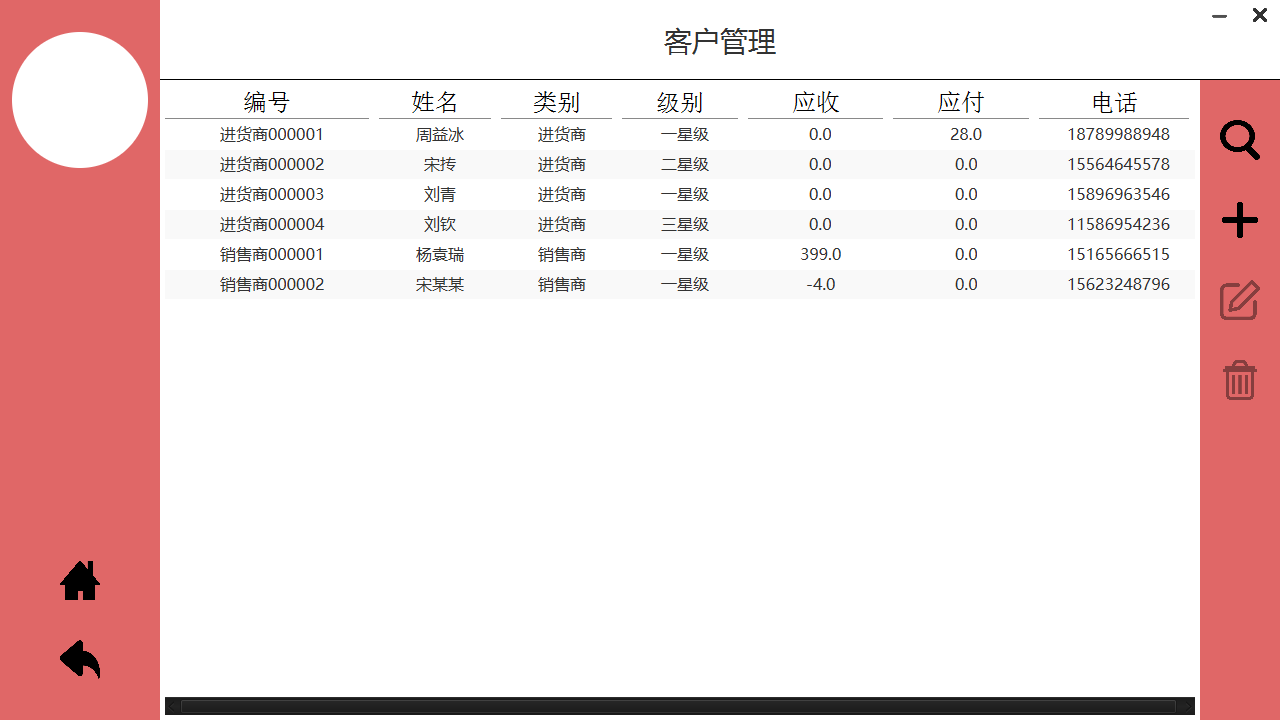 客户管理
编号 姓名 类别 级别 应收 应付 电话
进货商000001 周益冰 进货商 一星级 0.0 28.0 18789988948
进货商000002 宋抟 进货商 二星级 0.0 0.0 15564645578
进货商000003 刘青 进货商 一星级 0.0 0.0 15896963546
进货商000004 刘钦 进货商 三星级 0.0 0.0 11586954236
销售商000001 杨袁瑞 销售商 一星级 399.0 0.0 15165666515
销售商000002 宋某某 销售商 一星级 -4.0 0.0 15623248796